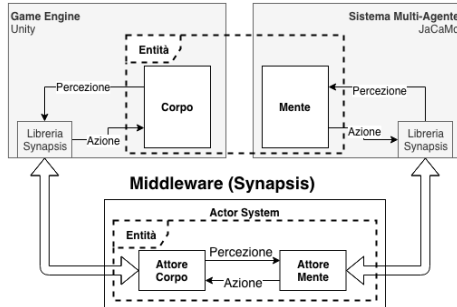 Game Engine
Unity
Sistema Multi-Agente
JaCaMo
Entità
Percezione
Corpo
Azione
Libreria
Synapsis
Mente
Percezione
Azione
Libreria
Synapsis
Middleware (Synapsis)
Actor System
Entità
Attore
Corpo
Percezione
Azione
Attore
Mente